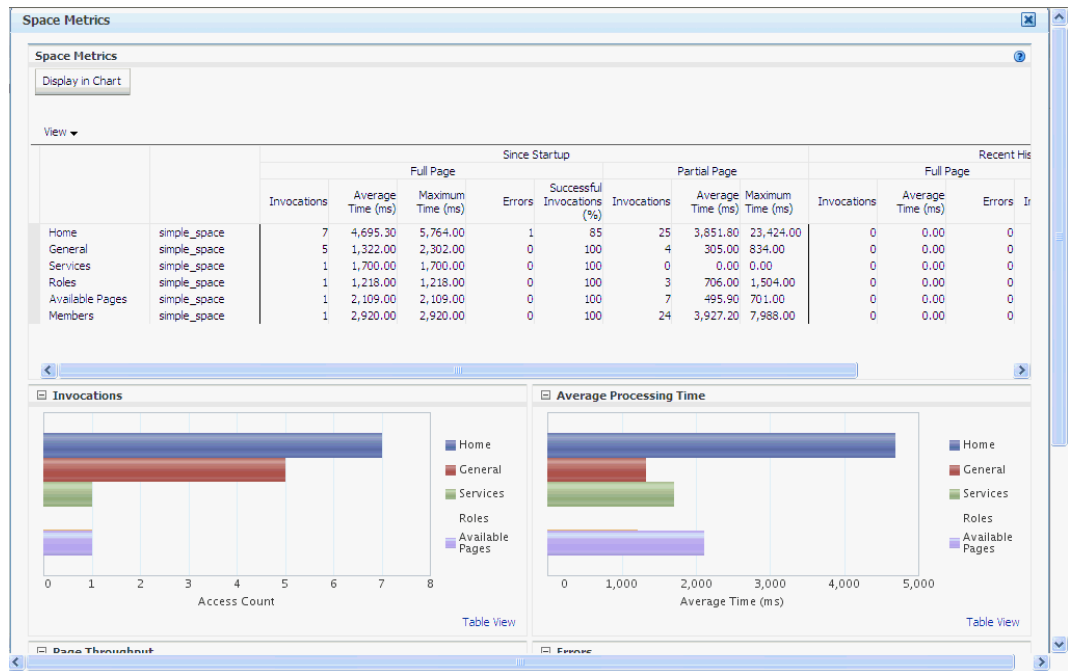 Space Metrics
Space Metrics
Display in Chart
View
Since Startup Recent His
Full Page Partial Page Full Page
Invocations Average Time (ms) Maximum Time (ms) Errors Successful Invocations (%) Invocations Average Time (ms) Maximum Time (ms) Invocations Average Time (ms) Errors
Home simple_space 7 4,695.30 5,764.00 1 85 25 3,851.80 23,424.00 0 0.00 0
General simple_space 5 1,322.00 2,302.00 0 100 4 305.00 834.00 0 0.00 0
Services simple_space 1 1,700.00 1,700.00 0 100 0 0.00 0.00 0 0.00 0
Roles simple_space 1 1,218.00 1,218.00 0 100 3 706.00 1,504.00 0 0.00 0
Available Pages simple_space 1 2,109.00 2,109.00 0 100 7 495.90 701.00 0 0.00 0
Members simple_space 1 2,920.00 2,920.00 0 100 24 3,927.20 7,988.00 0 0.00 0
Invocations
Home
General
Services
Roles
Available
Pages
0 1 2 3 4 5 6 7 8
Access Count
Table View
Average Processing Time
Home
General
Services
Roles
Available
Pages
0 1,000 2,000 3,000 4,000 5,000
Average Time (ms)
Table View
Page Throughput
Errors